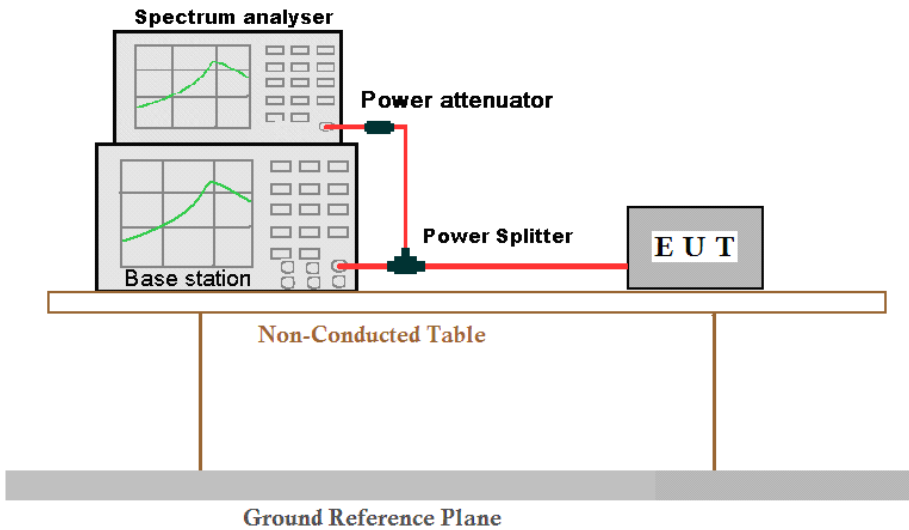 Spectrum analyser
Power attenuator
Power Splitter
E U T
Base station
Non-Conducted Table
Ground Reference Plane